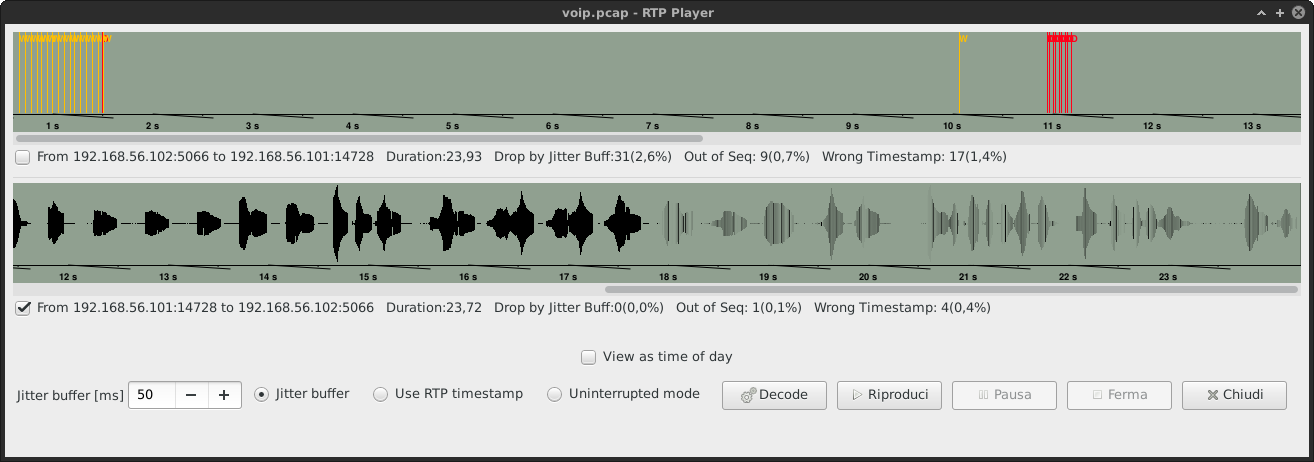 voip.pcap - RTP Player
W
1 s 2 s 3 s 4 s 5 s 6 s 7 s 8 s 9 s 10 s 11 s 12 s 13 s
From 192.168.56.102:5066 to 192.168.56.101:14728 Duration:23,93 Drop by Jitter Buff:31(2,6%) Out of Seq: 9(0,7%) Wrong Timestamp: 17(1,4%)
12 s 13 s 14 s 15 s 16 s 17 s 18 s 19 s 20 s 21 s 22 s 23 s
From 192.168.56.101:14728 to 192.168.56.102:5066 Duration:23,72 Drop by Jitter Buff:0(0,0%) Out of Seq: 1(0,1%) Wrong Timestamp: 4(0,4%)
View as time of day
Jitter buffer [ms] 50 Jitter buffer Use RTP timestamp Uninterrupted mode Decode Riproduci Pausa Ferma Chiudi